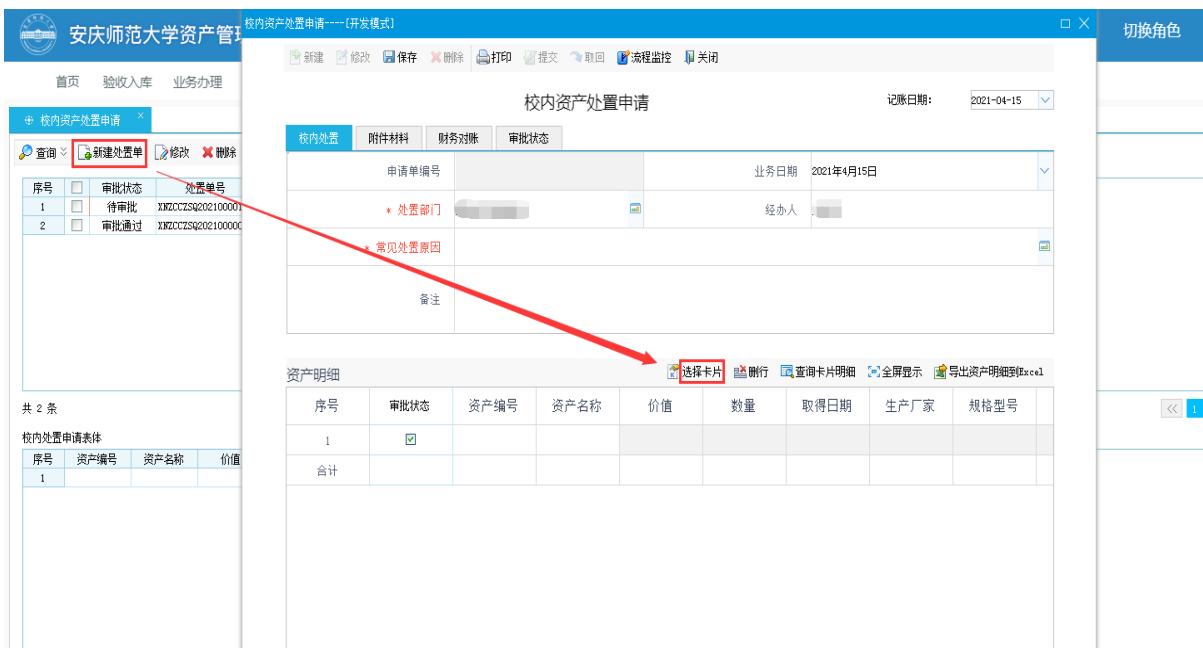 安庆师范大学资产管理
校内资产处置申请----[开发模式]
切换角色
首页 验收入库 业务办理
新建 修改 保存 删除 打印 提交 取回 流程监控 关闭
校内资产处置申请
记账日期： 2021-04-15
校内资产处置申请
查询 新建处置单 修改 删除
校内处置 附件材料 财务对账 审批状态
申请单编号 业务日期 2021年4月15日
* 处置部门 经办人
* 常见处置原因
备注
序号 审批状态 处置单号
1 待审批 XNZCCZSQ202100001
2 审批通过 XNZCCZSQ202100000
资产明细 选择卡片 删行 查询卡片明细 全屏显示 导出资产明细到Excel
序号 审批状态 资产编号 资产名称 价值 数量 取得日期 生产厂家 规格型号
1
合计
共 2 条
1
校内处置申请表体
序号 资产编号 资产名称 价值
1